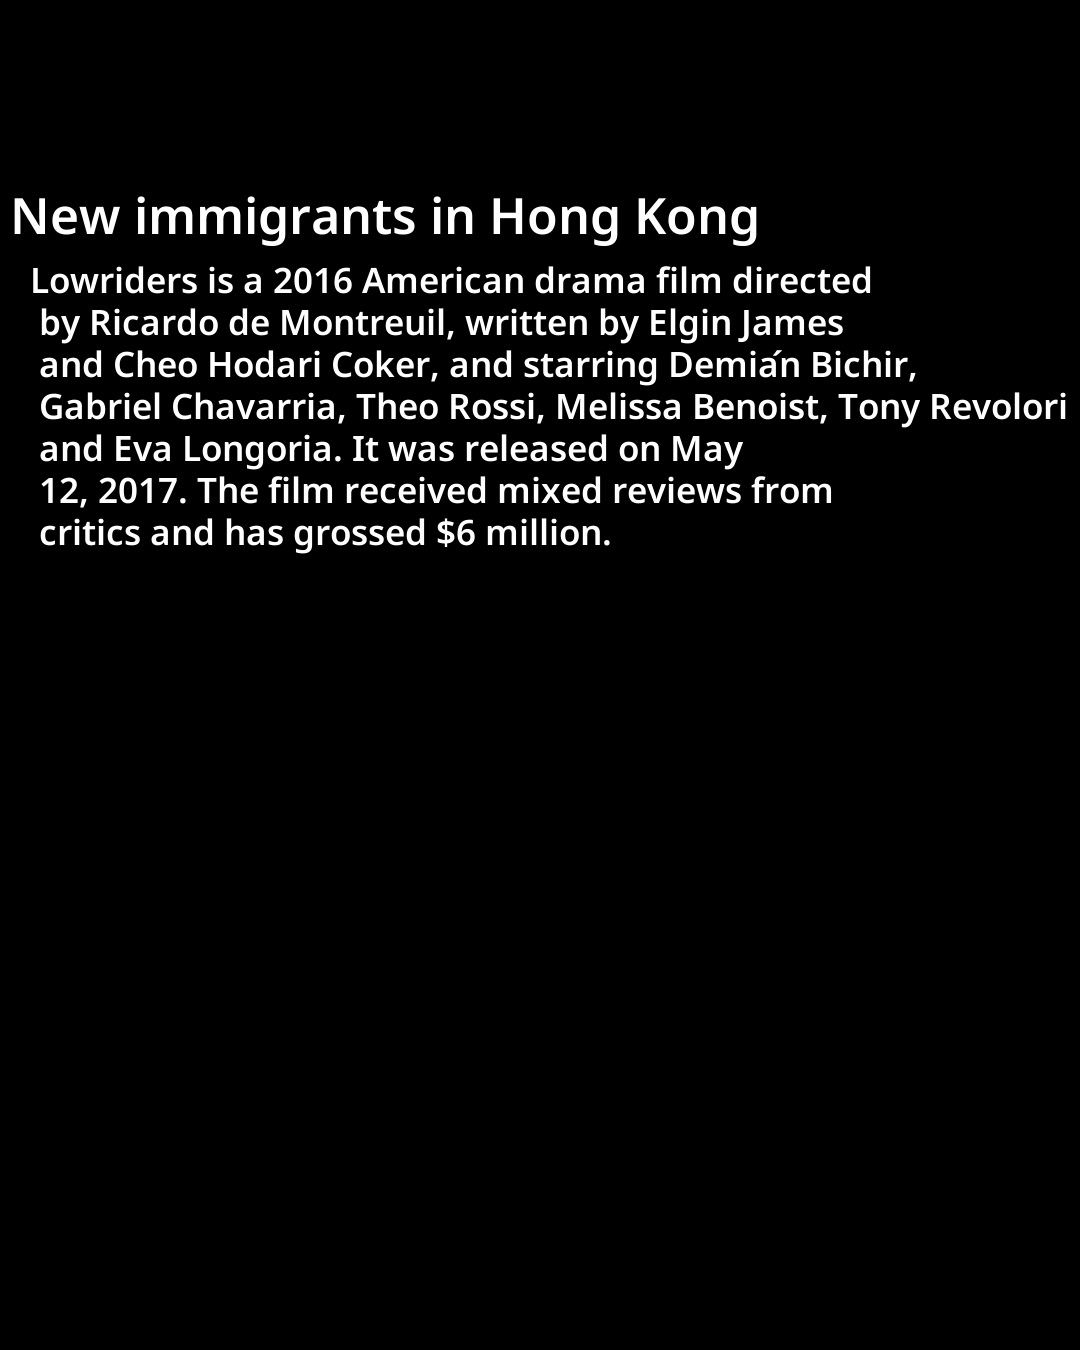 New immigrants in Hong Kong
Lowriders is a 2016 American drama film directed
by Ricardo de Montreuil, written by Elgin James
and Cheo Hodari Coker, and starring Demián Bichir,
Gabriel Chavarria, Theo Rossi, Melissa Benoist, Tony Revolori
and Eva Longoria. It was released on May
12, 2017. The film received mixed reviews from
critics and has grossed $6 million.